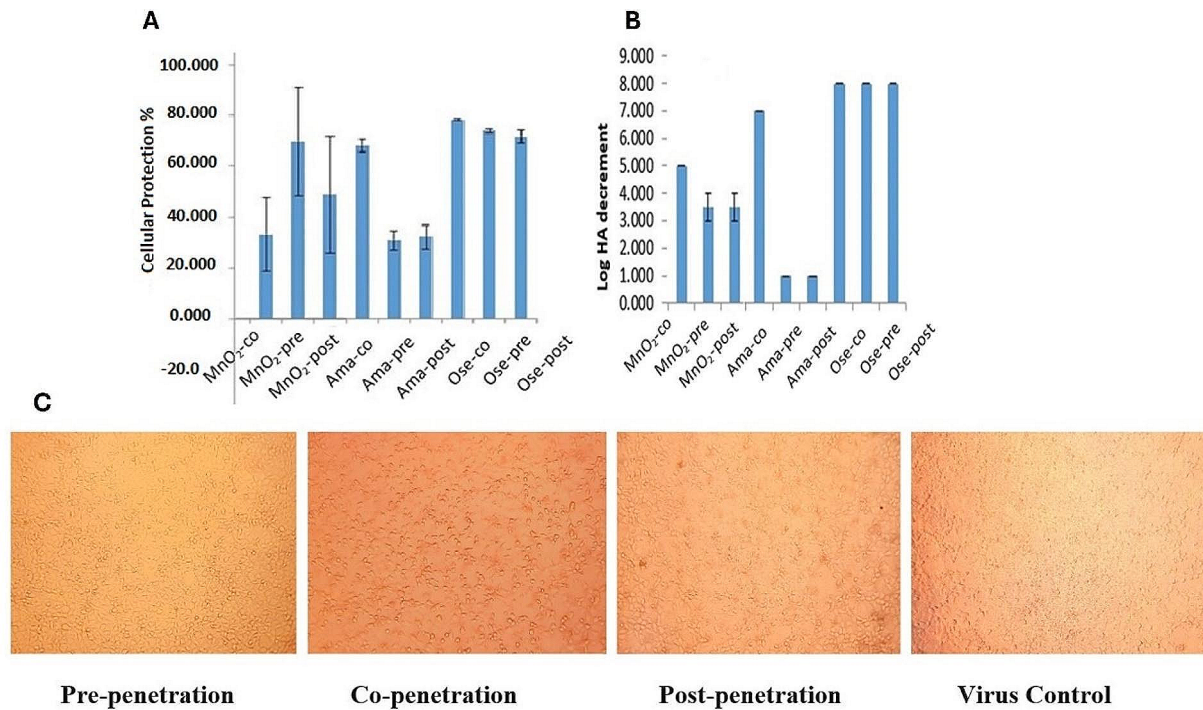 A
Cellular Protection %
100.000
80.000
60.000
40.000
20.000
0.000
-20.0
MnO₂-co
MnO₂-pre
MnO₂-post
Ama-co
Ama-pre
Ama-post
Ose-co
Ose-pre
Ose-post
B
Log HA decrement
9.000
8.000
7.000
6.000
5.000
4.000
3.000
2.000
1.000
0.000
MnO₂-co
MnO₂-pre
MnO₂-post
Ama-co
Ama-pre
Ama-post
Ose-co
Ose-pre
Ose-post
C
Pre-penetration
Co-penetration
Post-penetration
Virus Control